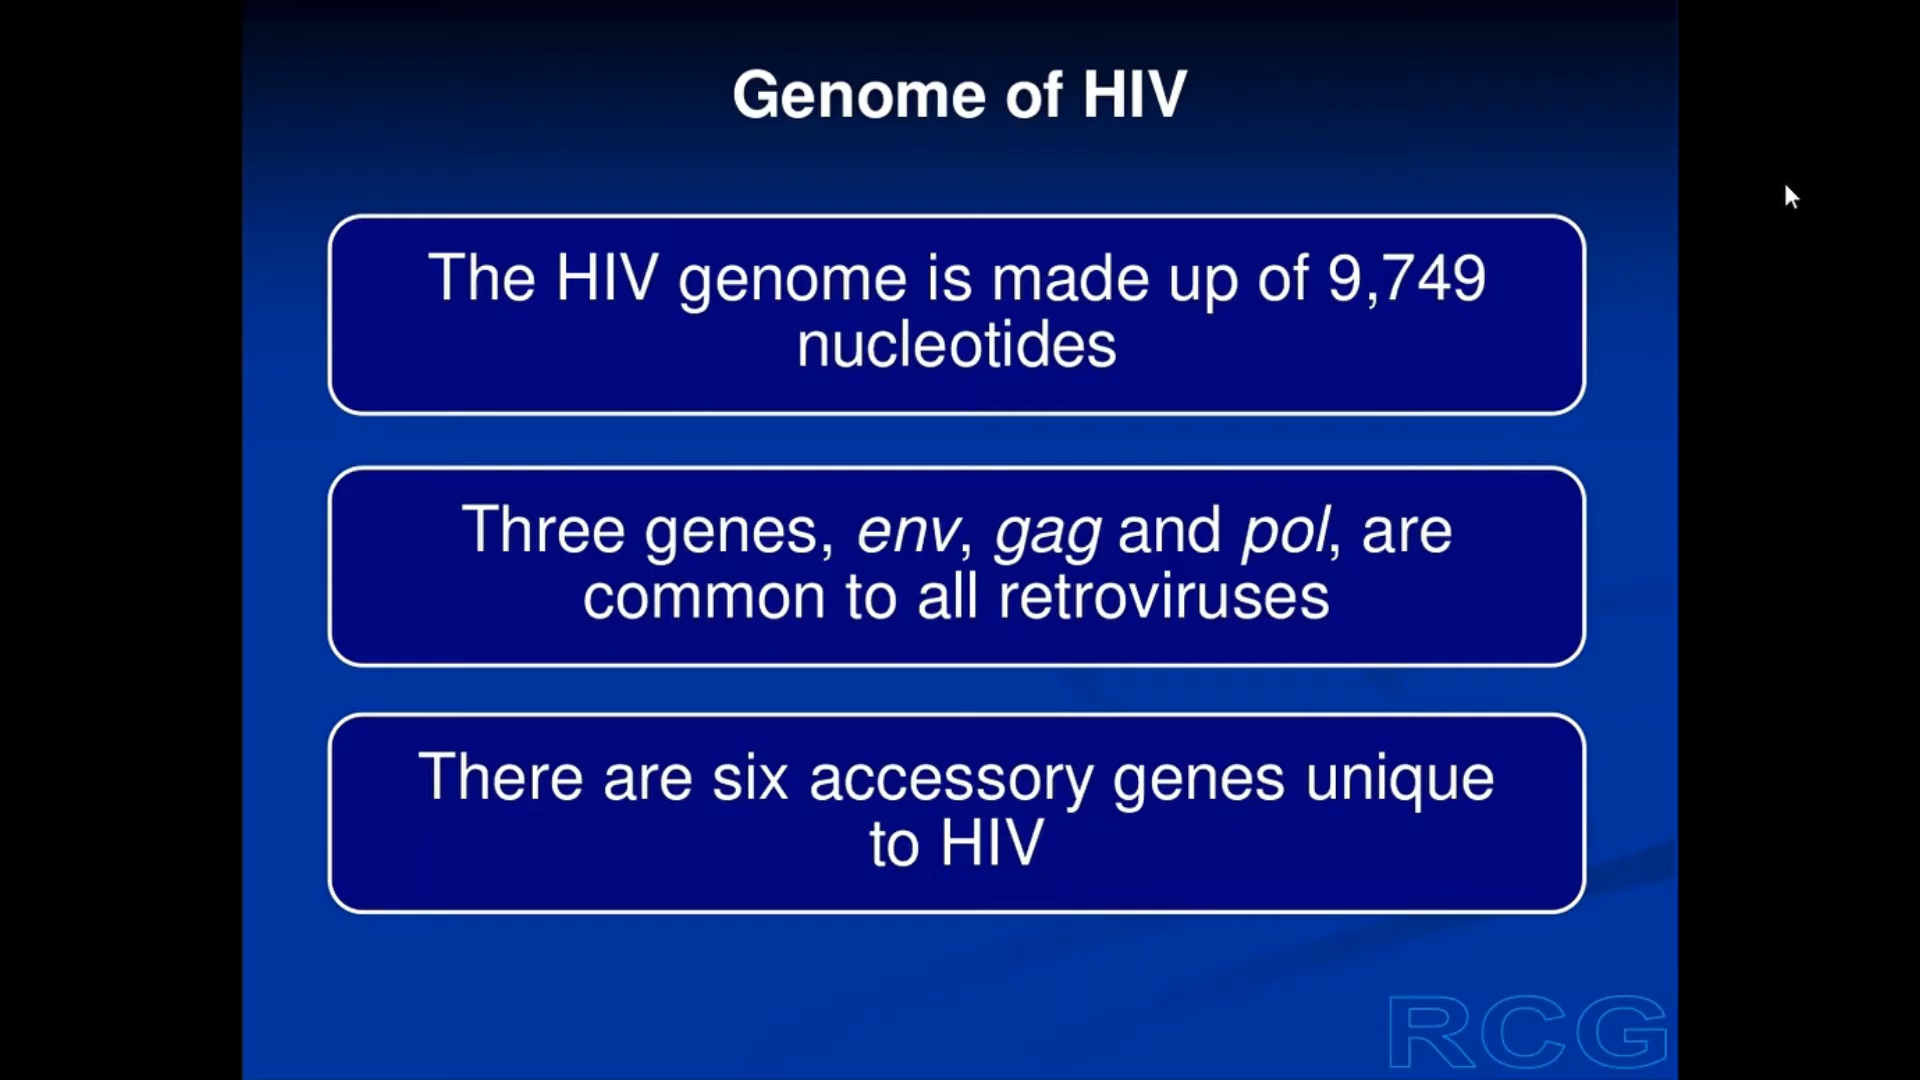 Genome of HIV
The HIV genome is made up of 9,749
nucleotides
Three genes, env, gag and pol, are
common to all retroviruses
There are six accessory genes unique
to HIV
RCG